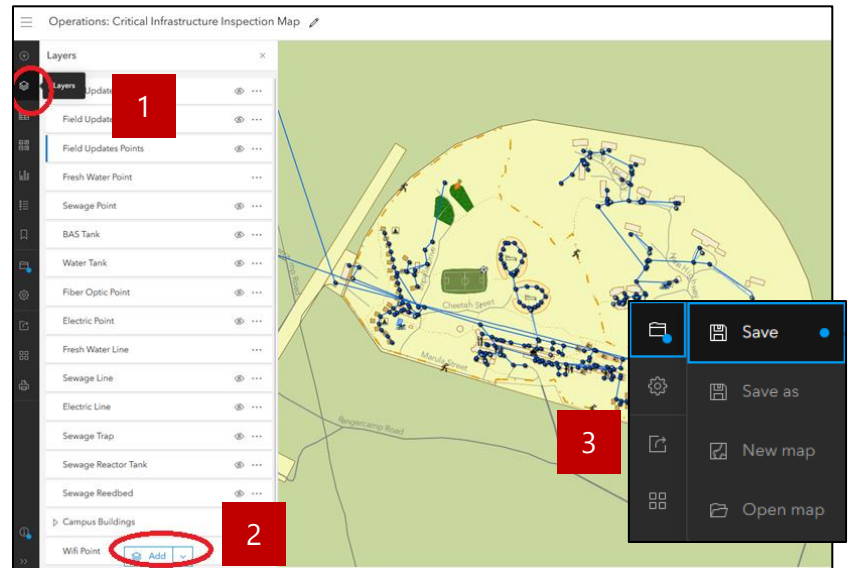 Operations: Critical Infrastructure Inspection Map
Layers
Layers
1
Field Update
Field Updates Points
Fresh Water Point
Sewage Point
BAS Tank
Water Tank
Fiber Optic Point
Electric Point
Fresh Water Line
Sewage Line
Electric Line
Sewage Trap
Sewage Reactor Tank
Sewage Reedbed
Campus Buildings
Wifi Point
Add
2
Cheetah Street
Marula Street
Rangercamp Road
3
Save
Save as
New map
Open map